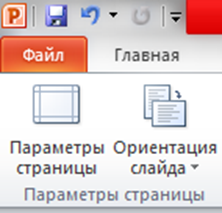 P
Файл Главная
Параметры Ориентация
страницы слайда
Параметры страницы